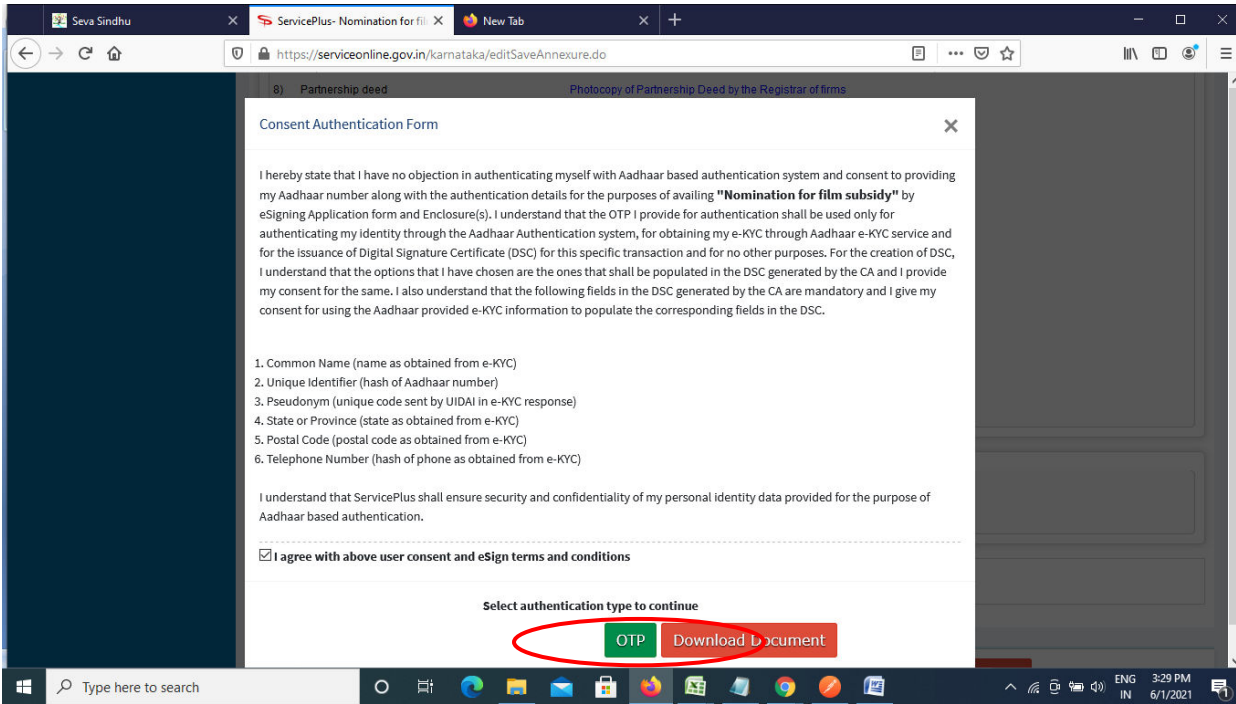 Seva Sindhu
ServicePlus- Nomination for fil
New Tab
https://serviceonline.gov.in/karnataka/editSaveAnnexure.do
8) Partnership deed Photocopy of Partnership Deed by the Registrar of firms
Consent Authentication Form
I hereby state that I have no objection in authenticating myself with Aadhaar based authentication system and consent to providing
my Aadhaar number along with the authentication details for the purposes of availing "Nomination for film subsidy" by
eSigning Application form and Enclosure(s). I understand that the OTP I provide for authentication shall be used only for
authenticating my identity through the Aadhaar Authentication system, for obtaining my e-KYC through Aadhaar e-KYC service and
for the issuance of Digital Signature Certificate (DSC) for this specific transaction and for no other purposes. For the creation of DSC,
I understand that the options that I have chosen are the ones that shall be populated in the DSC generated by the CA and I provide
my consent for the same. I also understand that the following fields in the DSC generated by the CA are mandatory and I give my
consent for using the Aadhaar provided e-KYC information to populate the corresponding fields in the DSC.
1. Common Name (name as obtained from e-KYC)
2. Unique Identifier (hash of Aadhaar number)
3. Pseudonym (unique code sent by UIDAI in e-KYC response)
4. State or Province (state as obtained from e-KYC)
5. Postal Code (postal code as obtained from e-KYC)
6. Telephone Number (hash of phone as obtained from e-KYC)
I understand that ServicePlus shall ensure security and confidentiality of my personal identity data provided for the purpose of
Aadhaar based authentication.
I agree with above user consent and eSign terms and conditions
Select authentication type to continue
OTP Download Document
Type here to search
ENG 3:29 PM
IN 6/1/2021